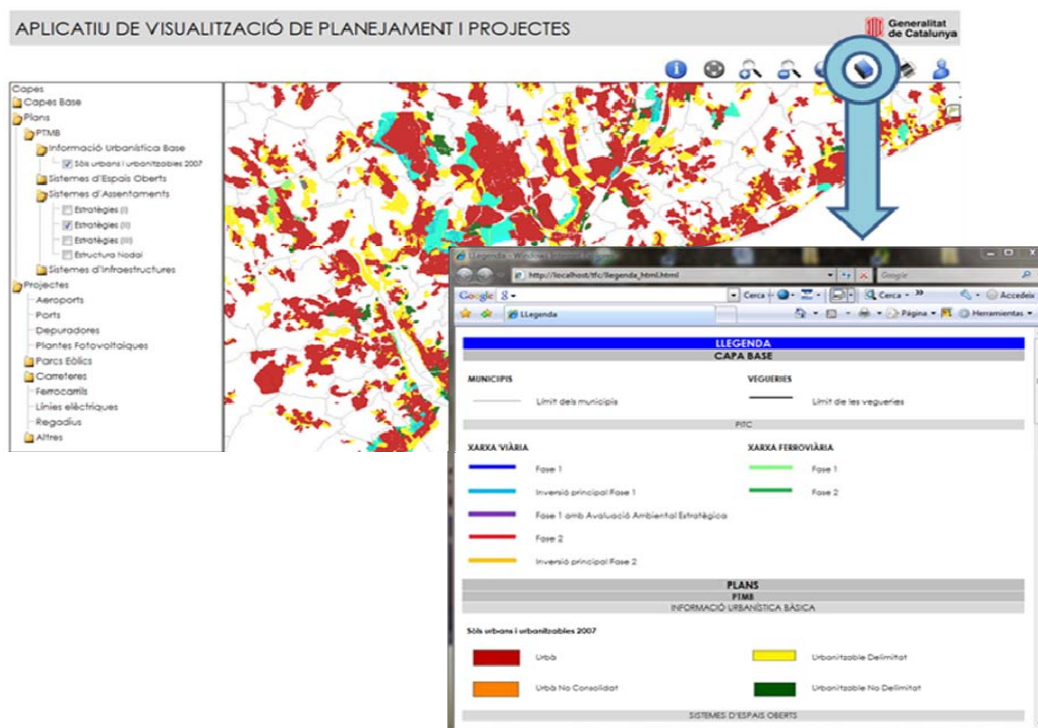 APLICATIU DE VISUALITZACIÓ DE PLANEJAMENT I PROJECTES
Generalitat
de Catalunya
Capes
Capes Base
Plans
PTMB
Informació Urbanística Base
Sòls urbans i urbanitzables 2007
Sistemes d'Espais Oberts
Sistemes d'Assentaments
Estratègies (I)
Estratègies (II)
Estratègies (III)
Estructura Nodal
Sistemes d'Infraestructures
Projectes
Aeroports
Ports
Depuradores
Plantes Fotovoltaiques
Parcs Eòlics
Carreteres
Ferrocarrils
Línies elèctriques
Regadius
Altres
LLegenda - Windows Internet Explorer
http://localhost/tfc/llegenda_html.html
Google
Google
Cerca
Cerca
Accedeix
LLegenda
Página
Herramientas
LLEGENDA
CAPA BASE
MUNICIPIS VEGUERIES
Límit dels municipis Límit de les vegueries
PITC
XARXA VIÀRIA XARXA FERROVIÀRIA
Fase 1 Fase 1
Inversió principal Fase 1 Fase 2
Fase 1 amb Avaluació Ambiental Estratègica
Fase 2
Inversió principal Fase 2
PLANS
PTMB
INFORMACIÓ URBANÍSTICA BÀSICA
Sòls urbans i urbanitzables 2007
Urbà Urbanitzable Delimitat
Urbà No Consolidat Urbanitzable No Delimitat
SISTEMES D'ESPAIS OBERTS